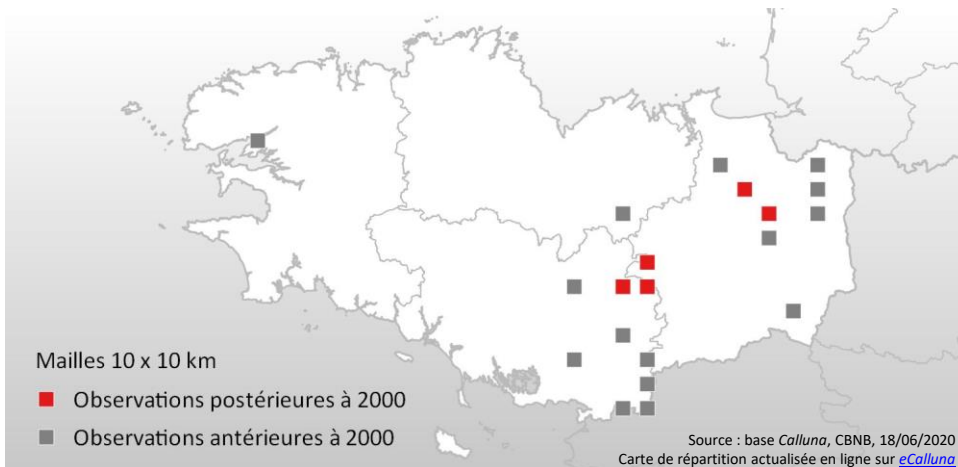 Mailles 10 x 10 km
Observations postérieures à 2000
Observations antérieures à 2000
Source : base Calluna, CBNB, 18/06/2020
Carte de répartition actualisée en ligne sur eCalluna